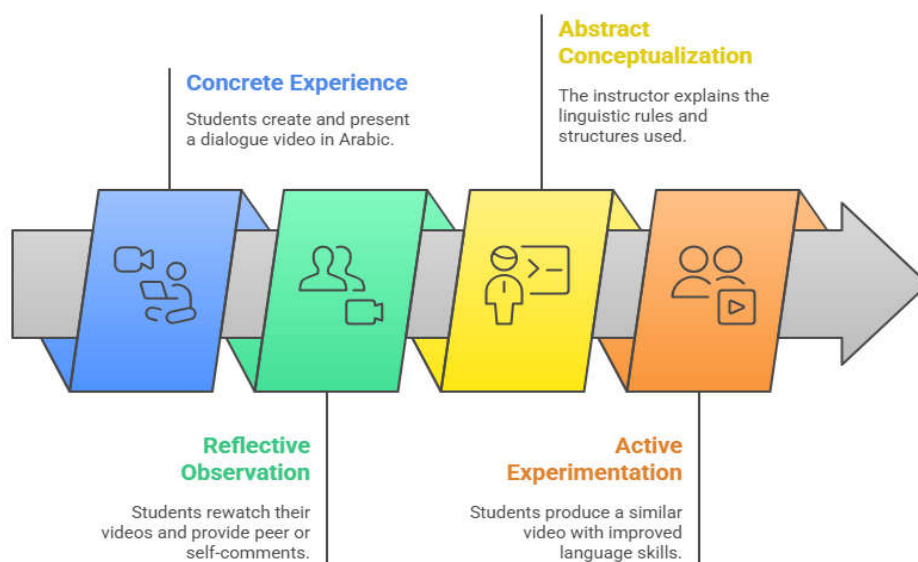 Concrete Experience
Students create and present
a dialogue video in Arabic.
Reflective
Observation
Students rewatch their
videos and provide peer or
self-comments.
Abstract
Conceptualization
The instructor explains the
linguistic rules and
structures used.
Active
Experimentation
Students produce a similar
video with improved
language skills.